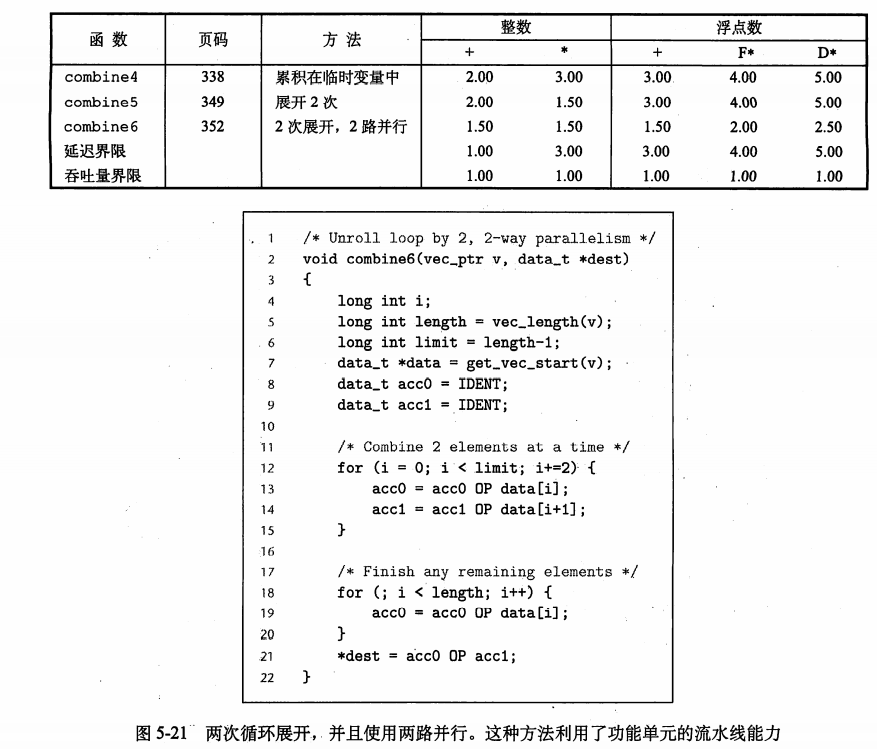 函数 页码 方法 整数 浮点数
+ * + F* D*
combine4 338 累积在临时变量中 2.00 3.00 3.00 4.00 5.00
combine5 349 展开 2 次 2.00 1.50 3.00 4.00 5.00
combine6 352 2 次展开，2 路并行 1.50 1.50 1.50 2.00 2.50
延迟界限 1.00 3.00 3.00 4.00 5.00
吞吐量界限 1.00 1.00 1.00 1.00 1.00
1 /* Unroll loop by 2, 2-way parallelism */
2 void combine6(vec_ptr v, data_t *dest)
3 {
4 long int i;
5 long int length = vec_length(v);
6 long int limit = length-1;
7 data_t *data = get_vec_start(v);
8 data_t acc0 = IDENT;
9 data_t acc1 = IDENT;
10
11 /* Combine 2 elements at a time */
12 for (i = 0; i < limit; i+=2) {
13 acc0 = acc0 OP data[i];
14 acc1 = acc1 OP data[i+1];
15 }
16
17 /* Finish any remaining elements */
18 for (; i < length; i++) {
19 acc0 = acc0 OP data[i];
20 }
21 *dest = acc0 OP acc1;
22 }
图 5-21 两次循环展开，并且使用两路并行。这种方法利用了功能单元的流水线能力